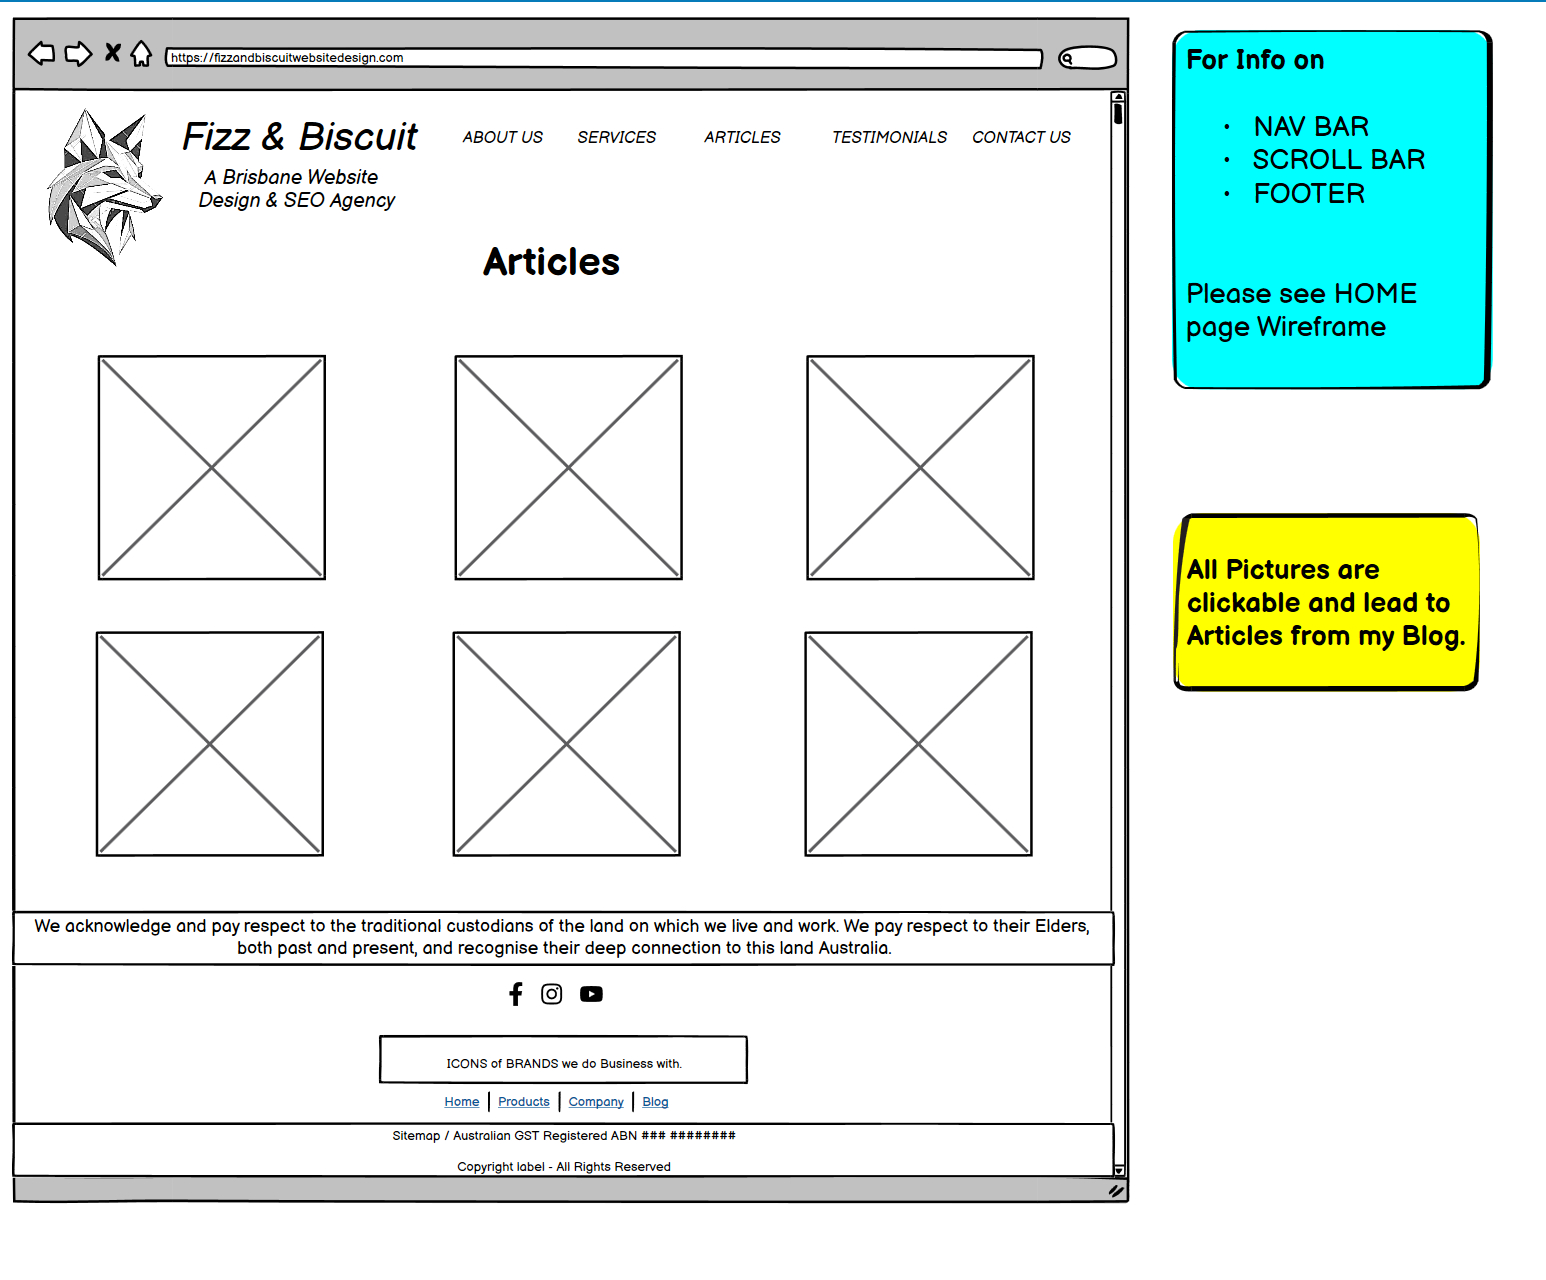 https://fizzandbiscuitwebsitedesign.com
Fizz & Biscuit
A Brisbane Website
Design & SEO Agency
ABOUT US SERVICES ARTICLES TESTIMONIALS CONTACT US
Articles
We acknowledge and pay respect to the traditional custodians of the land on which we live and work. We pay respect to their Elders,
both past and present, and recognise their deep connection to this land Australia.
ICONS of BRANDS we do Business with.
Home | Products | Company | Blog
Sitemap / Australian GST Registered ABN ### ########
Copyright label - All Rights Reserved
For Info on
• NAV BAR
• SCROLL BAR
• FOOTER
Please see HOME
page Wireframe
All Pictures are
clickable and lead to
Articles from my Blog.